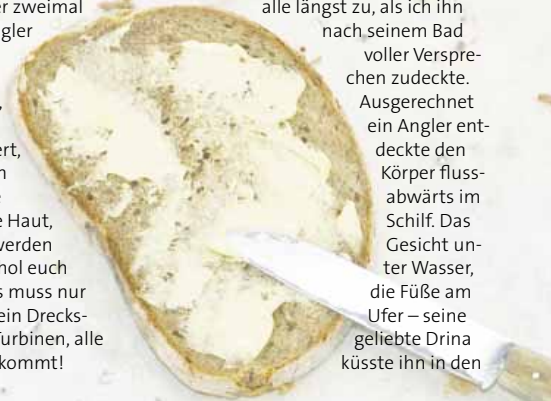 r zweimal
gler
ert,
n
e Haut,
werden
hol euch
s muss nur
ein Drecks-
Turbinen, alle
kommt!
alle längst zu, als ich ihn
nach seinem Bad
voller Verspre-
chen zudeckte.
Ausgerechnet
ein Angler ent-
deckte den
Körper fluss-
abwärts im
Schilf. Das
Gesicht un-
ter Wasser,
die Füße am
Ufer – seine
geliebte Drina
küsste ihn in den